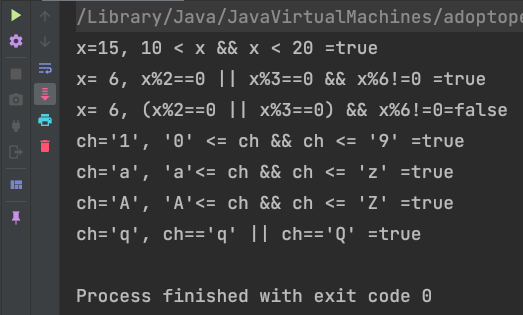 /Library/Java/JavaVirtualMachines/adoptope
x=15, 10 < x && x < 20 =true
x= 6, x%2==0 || x%3==0 && x%6!=0 =true
x= 6, (x%2==0 || x%3==0) && x%6!=0=false
ch='1', '0' <= ch && ch <= '9' =true
ch='a', 'a'<= ch && ch <= 'z' =true
ch='A', 'A'<= ch && ch <= 'Z' =true
ch='q', ch=='q' || ch=='Q' =true
Process finished with exit code 0